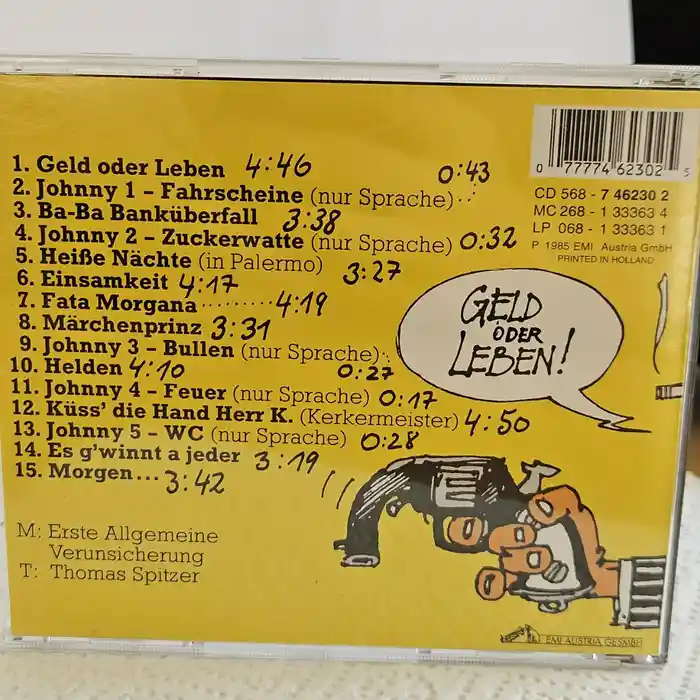 1. Geld oder Leben 4:46
2. Johnny 1 – Fahrscheine (nur Sprache) 0:43
3. Ba-Ba Banküberfall 3:38
4. Johnny 2 – Zuckerwatte (nur Sprache) 0:32
5. Heiße Nächte (in Palermo) 3:27
6. Einsamkeit 4:17
7. Fata Morgana ......... 4:19
8. Märchenprinz 3:31
9. Johnny 3 – Bullen (nur Sprache) 0:27
10. Helden 4:10
11. Johnny 4 – Feuer (nur Sprache) 0:17
12. Küss' die Hand Herr K. (Kerkermeister) 4:50
13. Johnny 5 – WC (nur Sprache) 0:28
14. Es g'winnt a jeder 3:19
15. Morgen... 3:42
M: Erste Allgemeine
Verunsicherung
T: Thomas Spitzer
0 77774 62302 5
CD 568 - 7 46230 2
MC 268 - 1 33363 4
LP 068 - 1 33363 1
P 1985 EMI Austria GmbH
PRINTED IN HOLLAND
GELD
ODER
LEBEN!
EMI AUSTRIA GESMBH